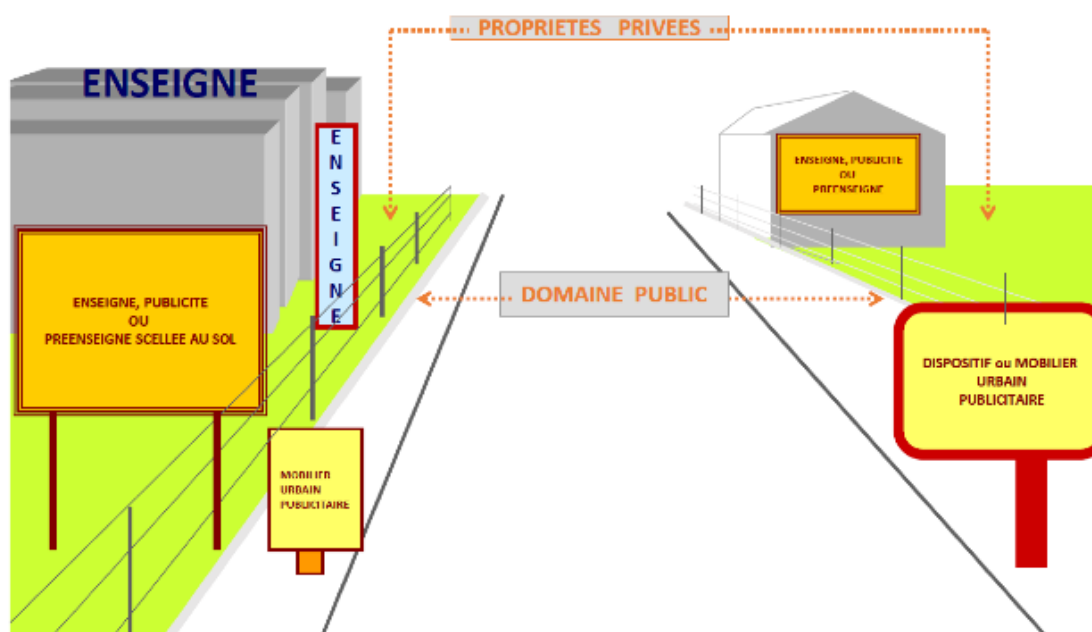 PROPRIETES PRIVEES
ENSEIGNE
ENSEIGNE
ENSEIGNE, PUBLICITE
OU
PREENSEIGNE
DOMAINE PUBLIC
ENSEIGNE, PUBLICITE
OU
PREENSEIGNE SCELLEE AU SOL
DISPOSITIF ou MOBILIER
URBAIN
PUBLICITAIRE
MOBILIER
URBAIN
PUBLICITAIRE